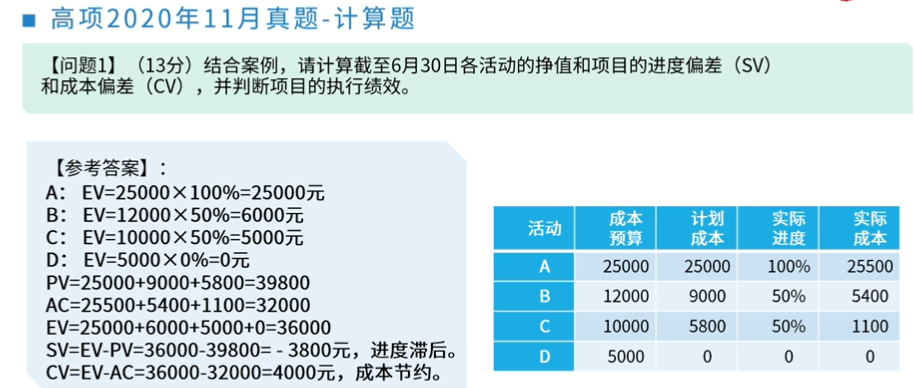 高项2020年11月真题-计算题
【问题1】（13分）结合案例，请计算截至6月30日各活动的挣值和项目的进度偏差（SV）
和成本偏差（CV），并判断项目的执行绩效。
【参考答案】：
A： EV=25000×100%=25000元
B： EV=12000×50%=6000元
C： EV=10000×50%=5000元
D： EV=5000×0%=0元
PV=25000+9000+5800=39800
AC=25500+5400+1100=32000
EV=25000+6000+5000+0=36000
SV=EV-PV=36000-39800= - 3800元，进度滞后。
CV=EV-AC=36000-32000=4000元，成本节约。
活动 成本预算 计划成本 实际进度 实际成本
A 25000 25000 100% 25500
B 12000 9000 50% 5400
C 10000 5800 50% 1100
D 5000 0 0 0